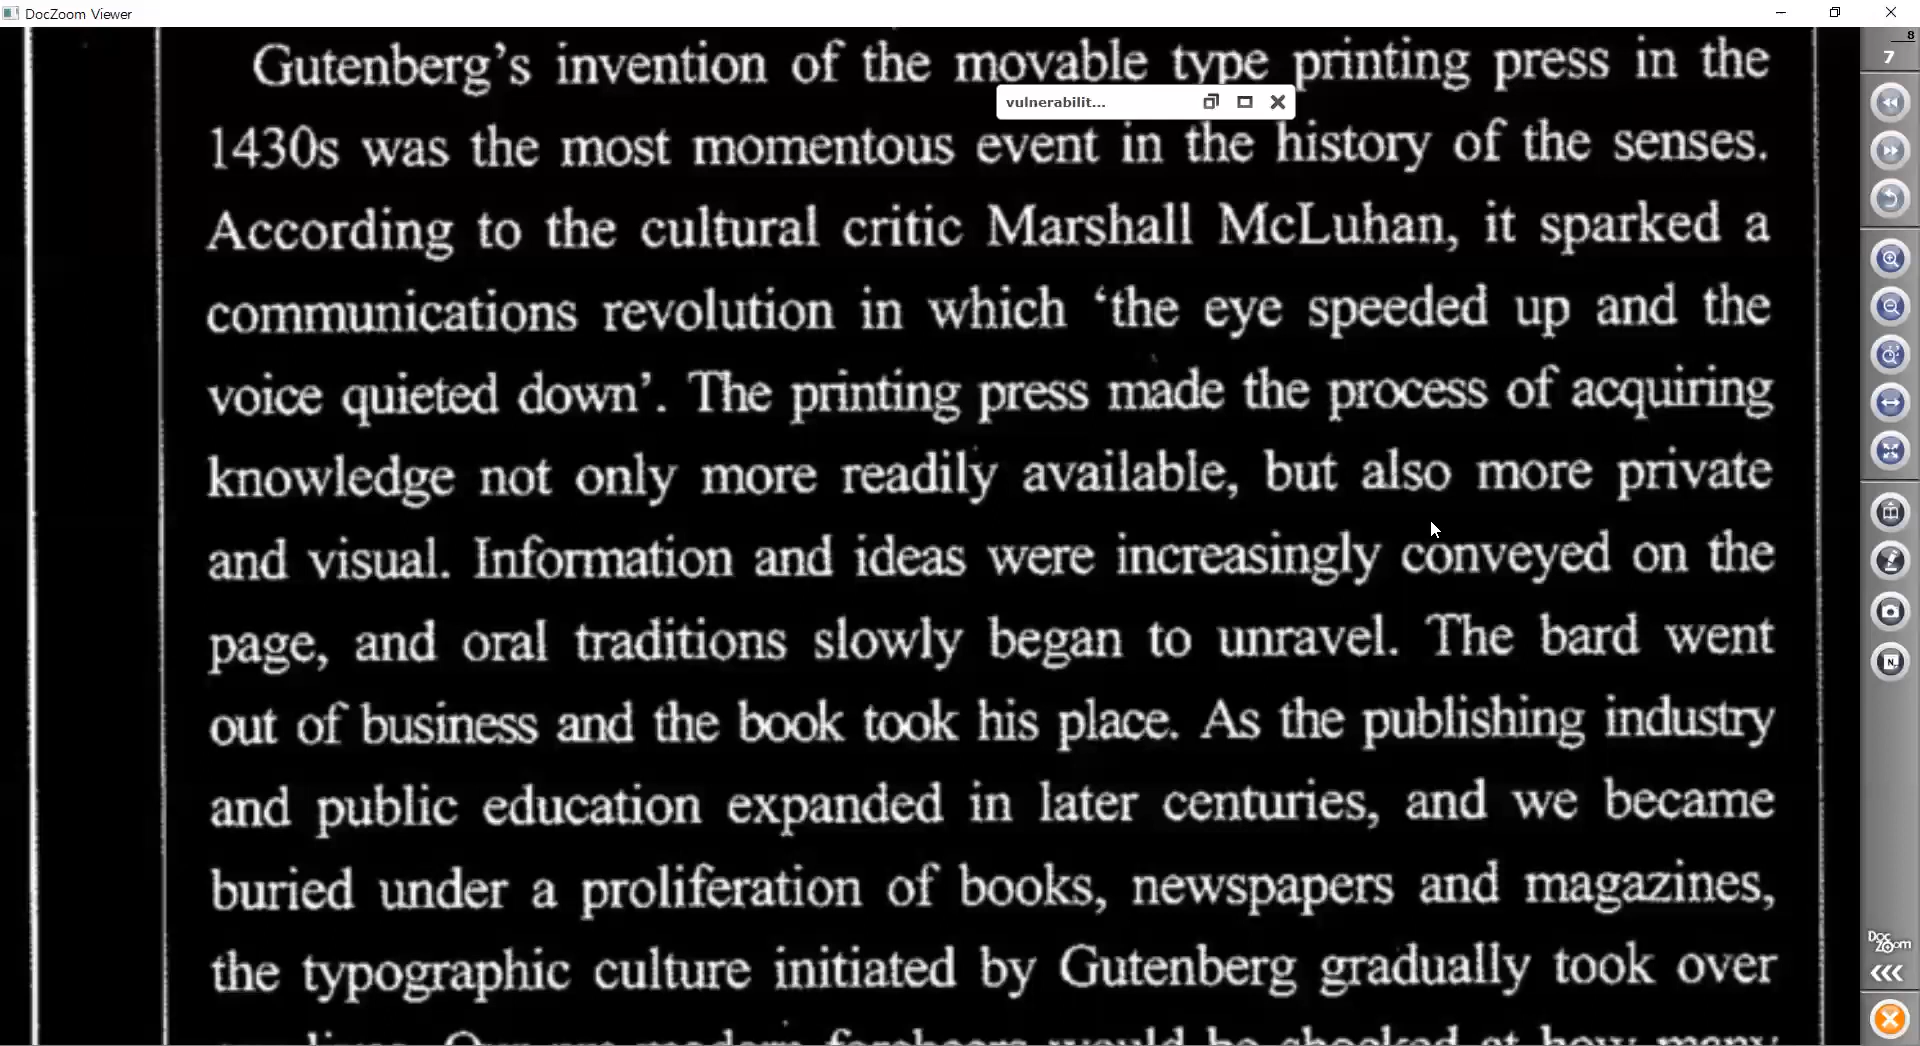 DocZoom Viewer
8
7
Gutenberg's invention of the movable type printing press in the
vulnerabilit...
1430s was the most momentous event in the history of the senses.
According to the cultural critic Marshall McLuhan, it sparked a
communications revolution in which 'the eye speeded up and the
voice quieted down'. The printing press made the process of acquiring
knowledge not only more readily available, but also more private
and visual. Information and ideas were increasingly conveyed on the
page, and oral traditions slowly began to unravel. The bard went
out of business and the book took his place. As the publishing industry
and public education expanded in later centuries, and we became
buried under a proliferation of books, newspapers and magazines,
the typographic culture initiated by Gutenberg gradually took over
Doc Zoom